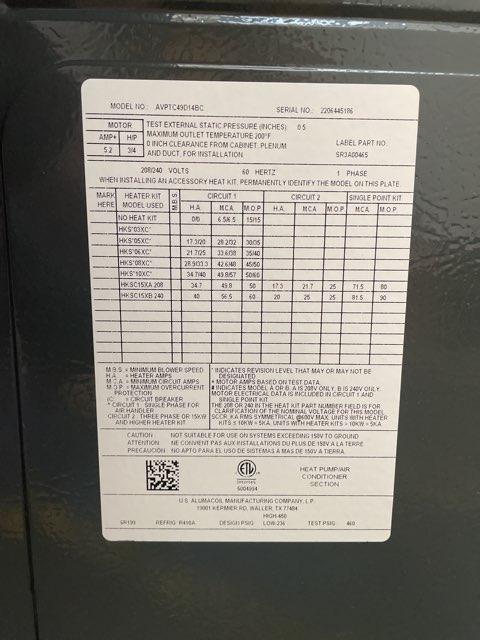 MODEL NO.: AVPTC49D14BC SERIAL NO.: 2206445186
MOTOR
AMP+ H/P
5.2 3/4
TEST EXTERNAL STATIC PRESSURE (INCHES) 0.5
MAXIMUM OUTLET TEMPERATURE 200°F
0 INCH CLEARANCE FROM CABINET, PLENUM
AND DUCT, FOR INSTALLATION.
LABEL PART NO.
SR3A00465
208/240 VOLTS 60 HERTZ 1 PHASE
WHEN INSTALLING AN ACCESSORY HEAT KIT, PERMANENTLY IDENTIFY THE MODEL ON THIS PLATE.
MARK HERE HEATER KIT MODEL USED M.B.S. CIRCUIT 1 CIRCUIT 2 SINGLE POINT KIT
H.A. M.C.A. M.O.P. H.A. M.C.A. M.O.P. M.C.A. M.O.P.
NO HEAT KIT 0/0 6.5/6.5 15/15
HKS*03XC*
HKS*05XC* 17.3/20 28.2/32 30/35
HKS*06XC* 21.7/25 33.6/38 35/40
HKS*08XC* 28.9/33.3 42.6/48 45/50
HKS*10XC* 34.7/40 49.8/57 50/60
HKSC15XA 208 34.7 49.8 50 17.3 21.7 25 71.5 80
HKSC15XB 240 40 56.5 60 20 25 25 81.5 90
M.B.S. = MINIMUM BLOWER SPEED
H.A. = HEATER AMPS
M.C.A. = MINIMUM CIRCUIT AMPS
M.O.P. = MAXIMUM OVERCURRENT
PROTECTION
= CIRCUIT BREAKER
* CIRCUIT 1: SINGLE PHASE FOR
AIR HANDLER
CIRCUIT 2: THREE PHASE OR 15KW
AND HIGHER HEATER KIT
* INDICATES REVISION LEVEL THAT MAY OR MAY NOT BE
DESIGNATED
+ MOTOR AMPS BASED ON TEST DATA.
# INDICATES MODEL A OR B. A IS 208V ONLY. B IS 240V ONLY.
MOTOR ELECTRICAL DATA IS INCLUDED IN CIRCUIT 1 AND
SINGLE POINT KIT.
THE 208 OR 240 IN THE HEAT KIT PART NUMBER FIELD IS FOR
CLARIFICATION OF THE NOMINAL VOLTAGE FOR THIS MODEL.
SCCR: KA RMS SYMMETRICAL @600V MAX. UNITS WITH HEATER
KITS ≤ 10KW = 5KA, UNITS WITH HEATERS > 10KW = 5KA
CAUTION : NOT SUITABLE FOR USE ON SYSTEMS EXCEEDING 150V TO GROUND
ATTENTION : NE CONVIENT PAS AUX INSTALLATIONS DU PLUS DE 150V A LA TERRE
PRECAUCIÓN : NO APTO PARA EL USO DE SISTEMAS A MAS DE 150V A TIERRA.
ETL
INTERTEK
5004994
HEAT PUMP/AIR
CONDITIONER
SECTION
U.S. ALUMACOIL MANUFACTURING COMPANY, L.P.
19001 KERMIER RD, WALLER, TX 77484
HIGH-450
SR199 REFRIG R410A DESIGN PSIG LOW-236 TEST PSIG 460